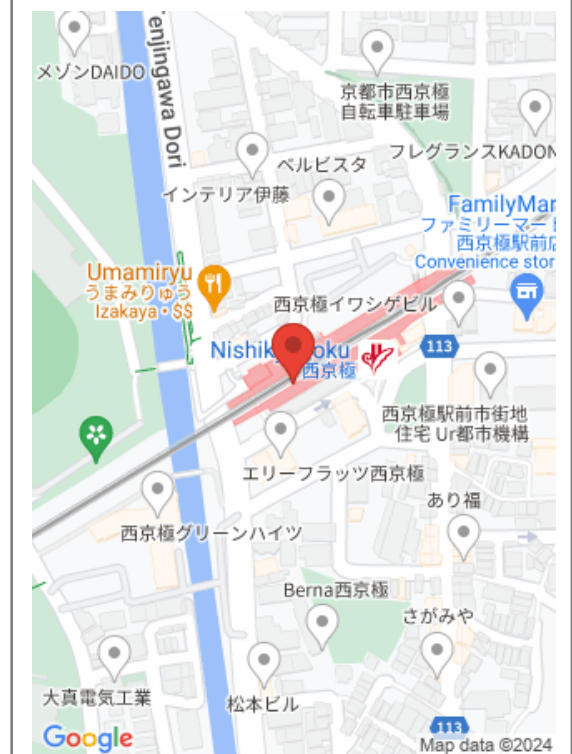 メゾンDAIDO
enjingawa Dori
京都市西京極
自転車駐車場
フレグランスKADON
ベルビスタ
インテリア伊藤
FamilyMar
ファミリーマート
西京極駅前店
Convenience stor
Umamiryu
うまみりゅう
Izakaya • $$
西京極イワシゲビル
113
西京極
西京極駅前市街地
住宅 Ur都市機構
エリーフラッツ西京極
あり福
西京極グリーンハイツ
Berna西京極
さがみや
大真電気工業
松本ビル
113
Google
Map data ©2024